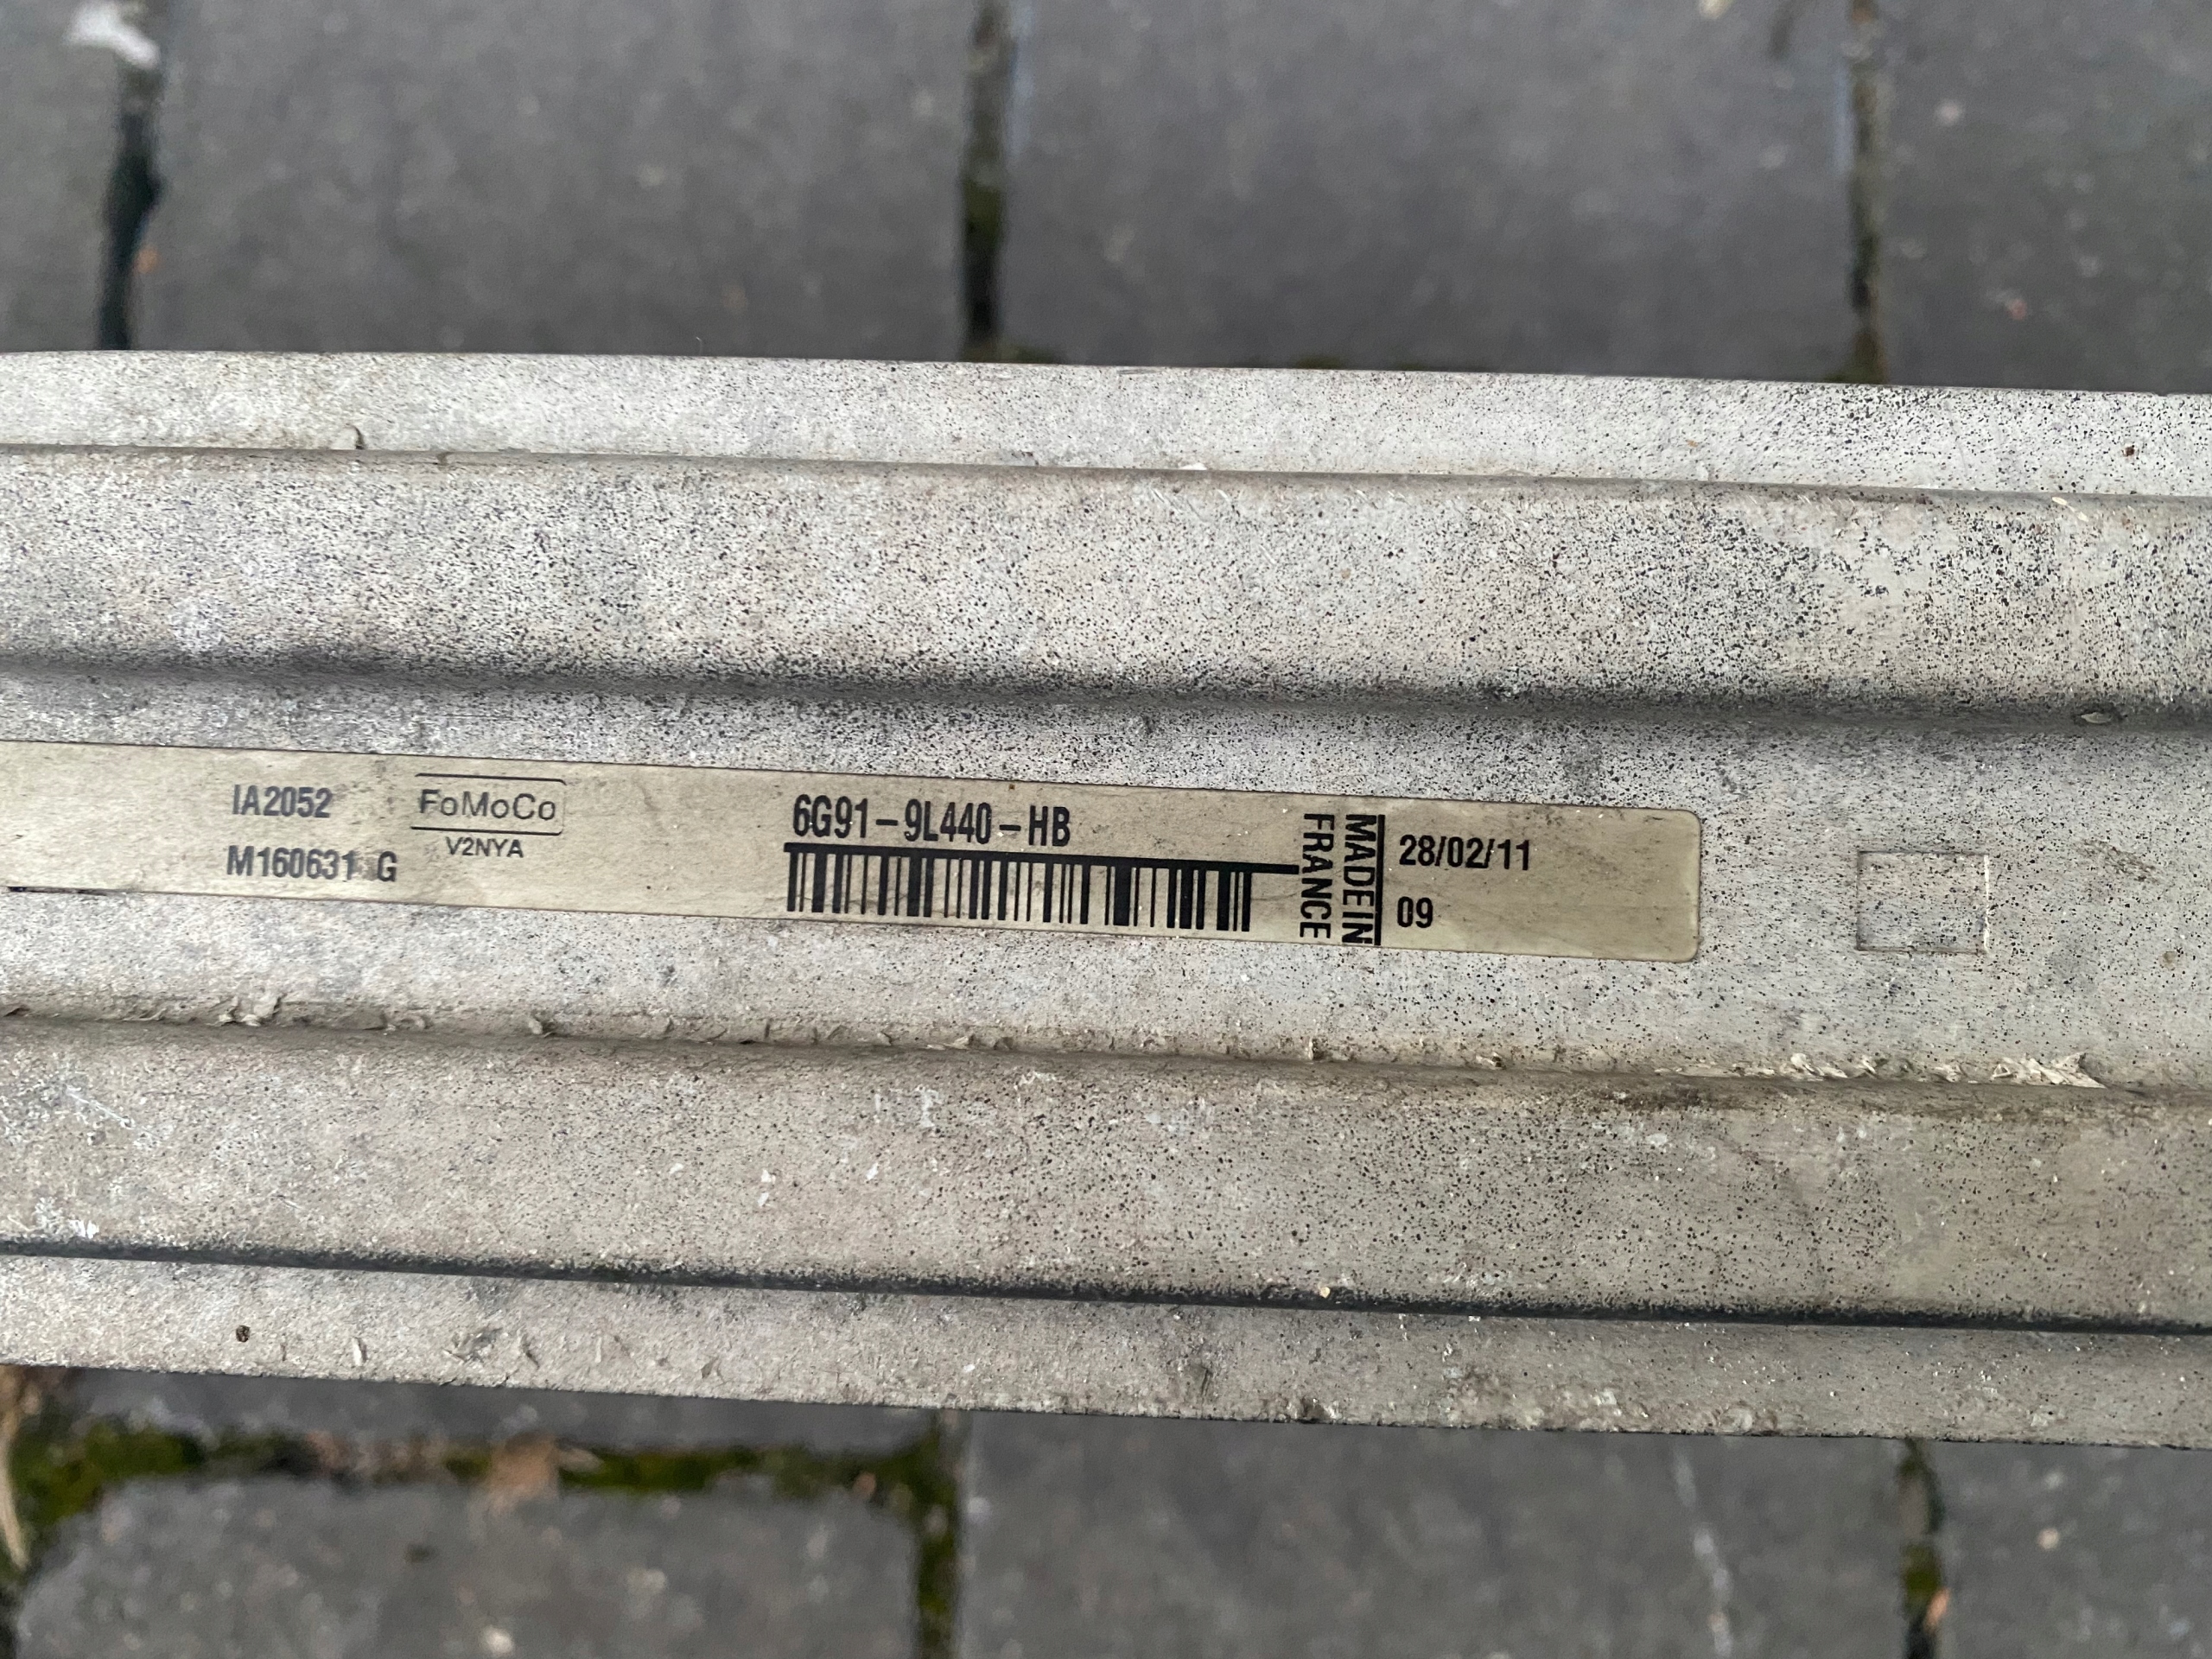 IA2052
M160631 G
FoMoCo
V2NYA
6G91-9L440-HB
MADE IN
FRANCE
28/02/11
09